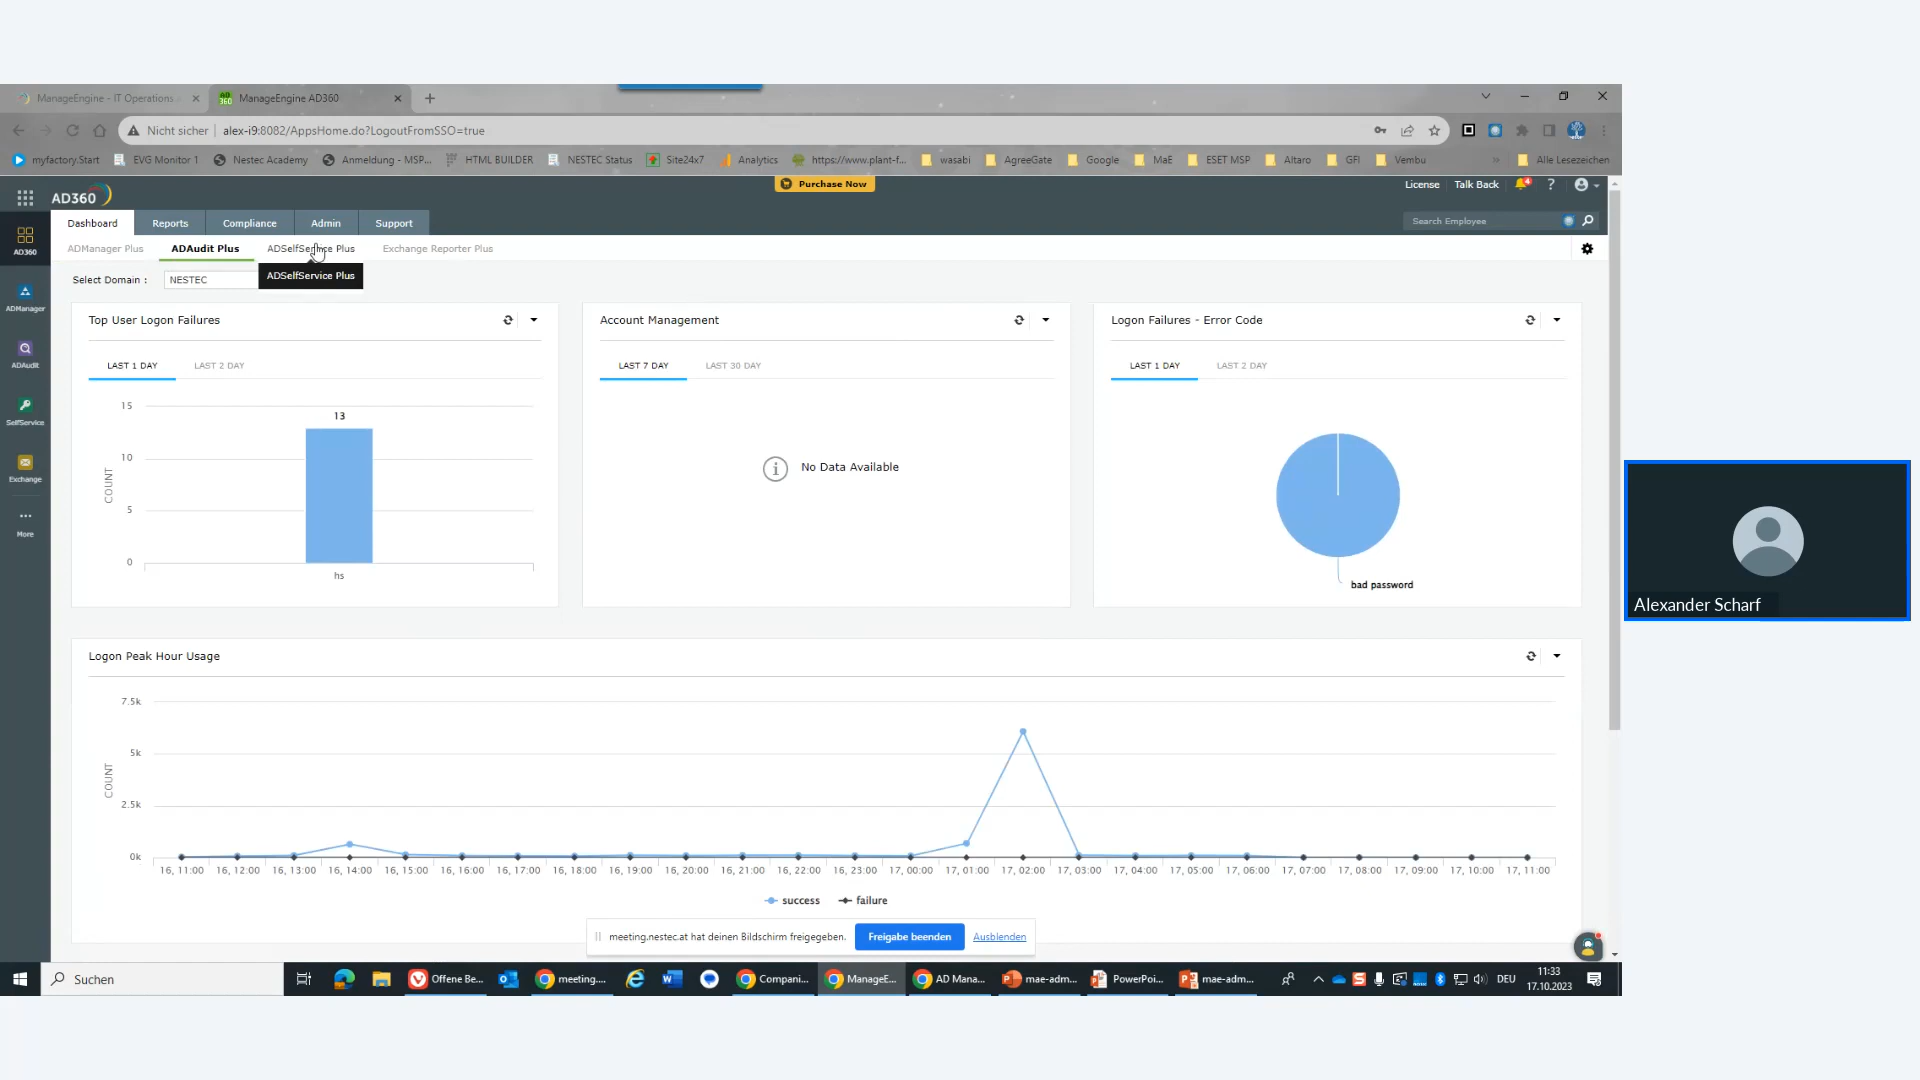 ManageEngine - IT Operations
ManageEngine AD360
Nicht sicher
alex-i9:8082/AppsHome.do?LogoutFromSSO=true
myfactory.Start
EVG Monitor 1
Nestec Academy
Anmeldung - MSP...
HTML BUILDER
NESTEC Status
Site24x7
Analytics
https://www.plant-f...
wasabi
AgreeGate
Google
MaE
ESET MSP
Altaro
GFI
Vembu
»
Alle Lesezeichen
AD360
Purchase Now
License
Talk Back
4
?
Dashboard
Reports
Compliance
Admin
Support
Search Employee
ADManager Plus
ADAudit Plus
ADSelfService Plus
Exchange Reporter Plus
Select Domain :
NESTEC
ADSelfService Plus
AD360
ADManager
ADAudit
SelfService
Exchange
More
Top User Logon Failures
LAST 1 DAY
LAST 2 DAY
15
10
5
0
COUNT
13
hs
Account Management
LAST 7 DAY
LAST 30 DAY
No Data Available
Logon Failures - Error Code
LAST 1 DAY
LAST 2 DAY
bad password
Logon Peak Hour Usage
7.5k
5k
2.5k
0k
COUNT
16, 11:00 16, 12:00 16, 13:00 16, 14:00 16, 15:00 16, 16:00 16, 17:00 16, 18:00 16, 19:00 16, 20:00 16, 21:00 16, 22:00 16, 23:00 17, 00:00 17, 01:00 17, 02:00 17, 03:00 17, 04:00 17, 05:00 17, 06:00 17, 07:00 17, 08:00 17, 09:00 17, 10:00 17, 11:00
success
failure
meeting.nestec.at hat deinen Bildschirm freigegeben.
Freigabe beenden
Ausblenden
Alexander Scharf
Suchen
Offene Be...
meeting....
Compani...
ManageE...
AD Mana...
mae-adm...
PowerPoi...
mae-adm...
DEU
11:33
17.10.2023